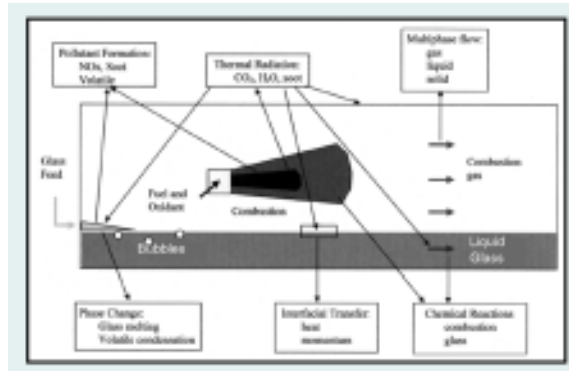 Pollutant Formation:
NOx, Soot
Volatile
Thermal Radiation:
CO₂, H₂O, soot
Multiphase flow:
gas
liquid
solid
Glass
Feed
Fuel and
Oxidant
Combustion
Combustion
gas
Bubbles
Liquid
Glass
Phase Change:
Glass melting
Volatile condensation
Interfacial Transfer:
heat
momentum
Chemical Reactions
combustion
glass